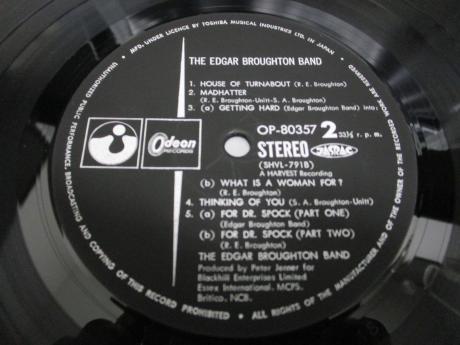 MFD. UNDER LICENCE BY TOSHIBA MUSICAL INDUSTRIES LTD. IN JAPAN
THE EDGAR BROUGHTON BAND
1. HOUSE OF TURNABOUT (R. E. Broughton)
2. MADHATTER
(R. E. Broughton-Unitt-S. A. Broughton)
3. (a) GETTING HARD (Edgar Broughton Band) into:
Odeon
RECORDS
OP-80357 2 33⅓ r. p. m.
STEREO
(SHVL-791B)
A HARVEST Recording
(b) WHAT IS A WOMAN FOR?
(R. E. Broughton)
4. THINKING OF YOU (S. A. Broughton-Unitt)
5. (a) FOR DR. SPOCK (PART ONE)
(Edgar Broughton Band)
(b) FOR DR. SPOCK (PART TWO)
(R. E. Broughton)
THE EDGAR BROUGHTON BAND
Produced by Peter Jenner for
Blackhill Enterprises Limited
Essex International. MCPS.
Britico. NCB.
UNAUTHORIZED PUBLIC PERFORMANCE, BROADCASTING AND COPYING OF THIS RECORD PROHIBITED • ALL RIGHTS OF THE MANUFACTURER AND OF THE OWNER OF THE RECORDED WORK ARE RESERVED